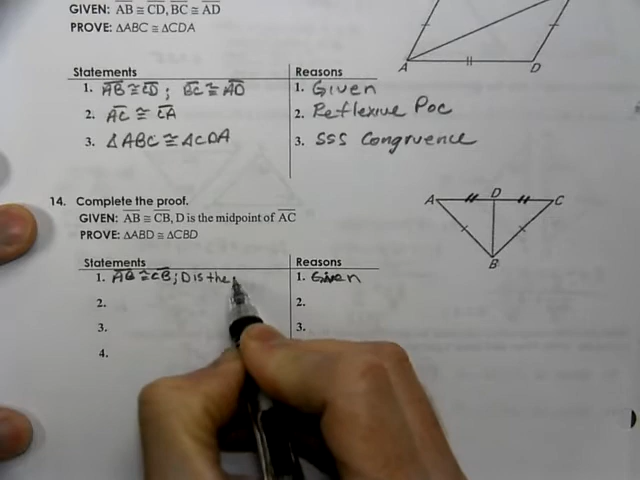 GIVEN: AB ≅ CD, BC ≅ AD
PROVE: △ABC ≅ △CDA
A
D
Statements Reasons
1. AB ≅ CD ; BC ≅ AD 1. Given
2. AC ≅ CA 2. Reflexive PoC
3. △ABC ≅ △CDA 3. SSS Congruence
14. Complete the proof.
GIVEN: AB ≅ CB, D is the midpoint of AC
PROVE: △ABD ≅ △CBD
A D C
B
Statements Reasons
1. AB ≅ CB; D is the 1. Given
2. 2.
3. 3.
4.